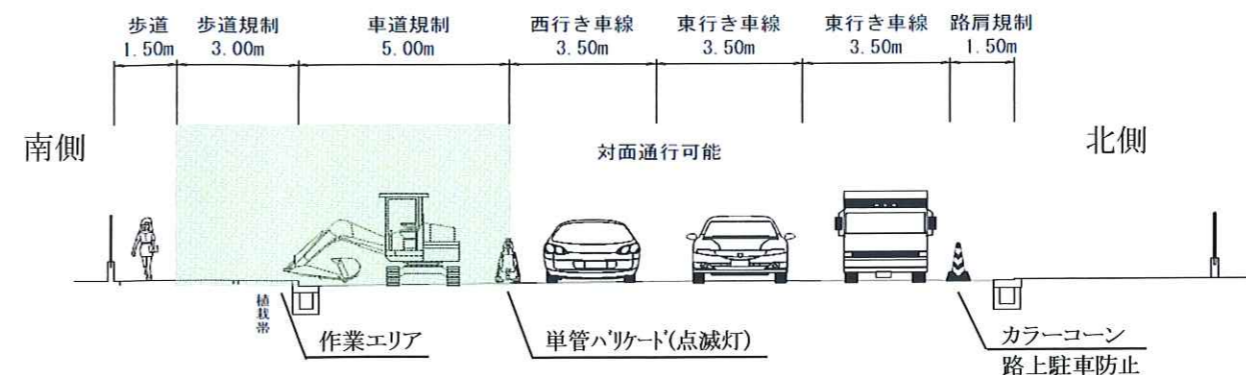 歩道
1.50m
歩道規制
3.00m
車道規制
5.00m
西行き車線
3.50m
東行き車線
3.50m
東行き車線
3.50m
路肩規制
1.50m
南側
対面通行可能
北側
植栽帯
作業エリア
単管バリケード(点滅灯)
カラーコーン
路上駐車防止